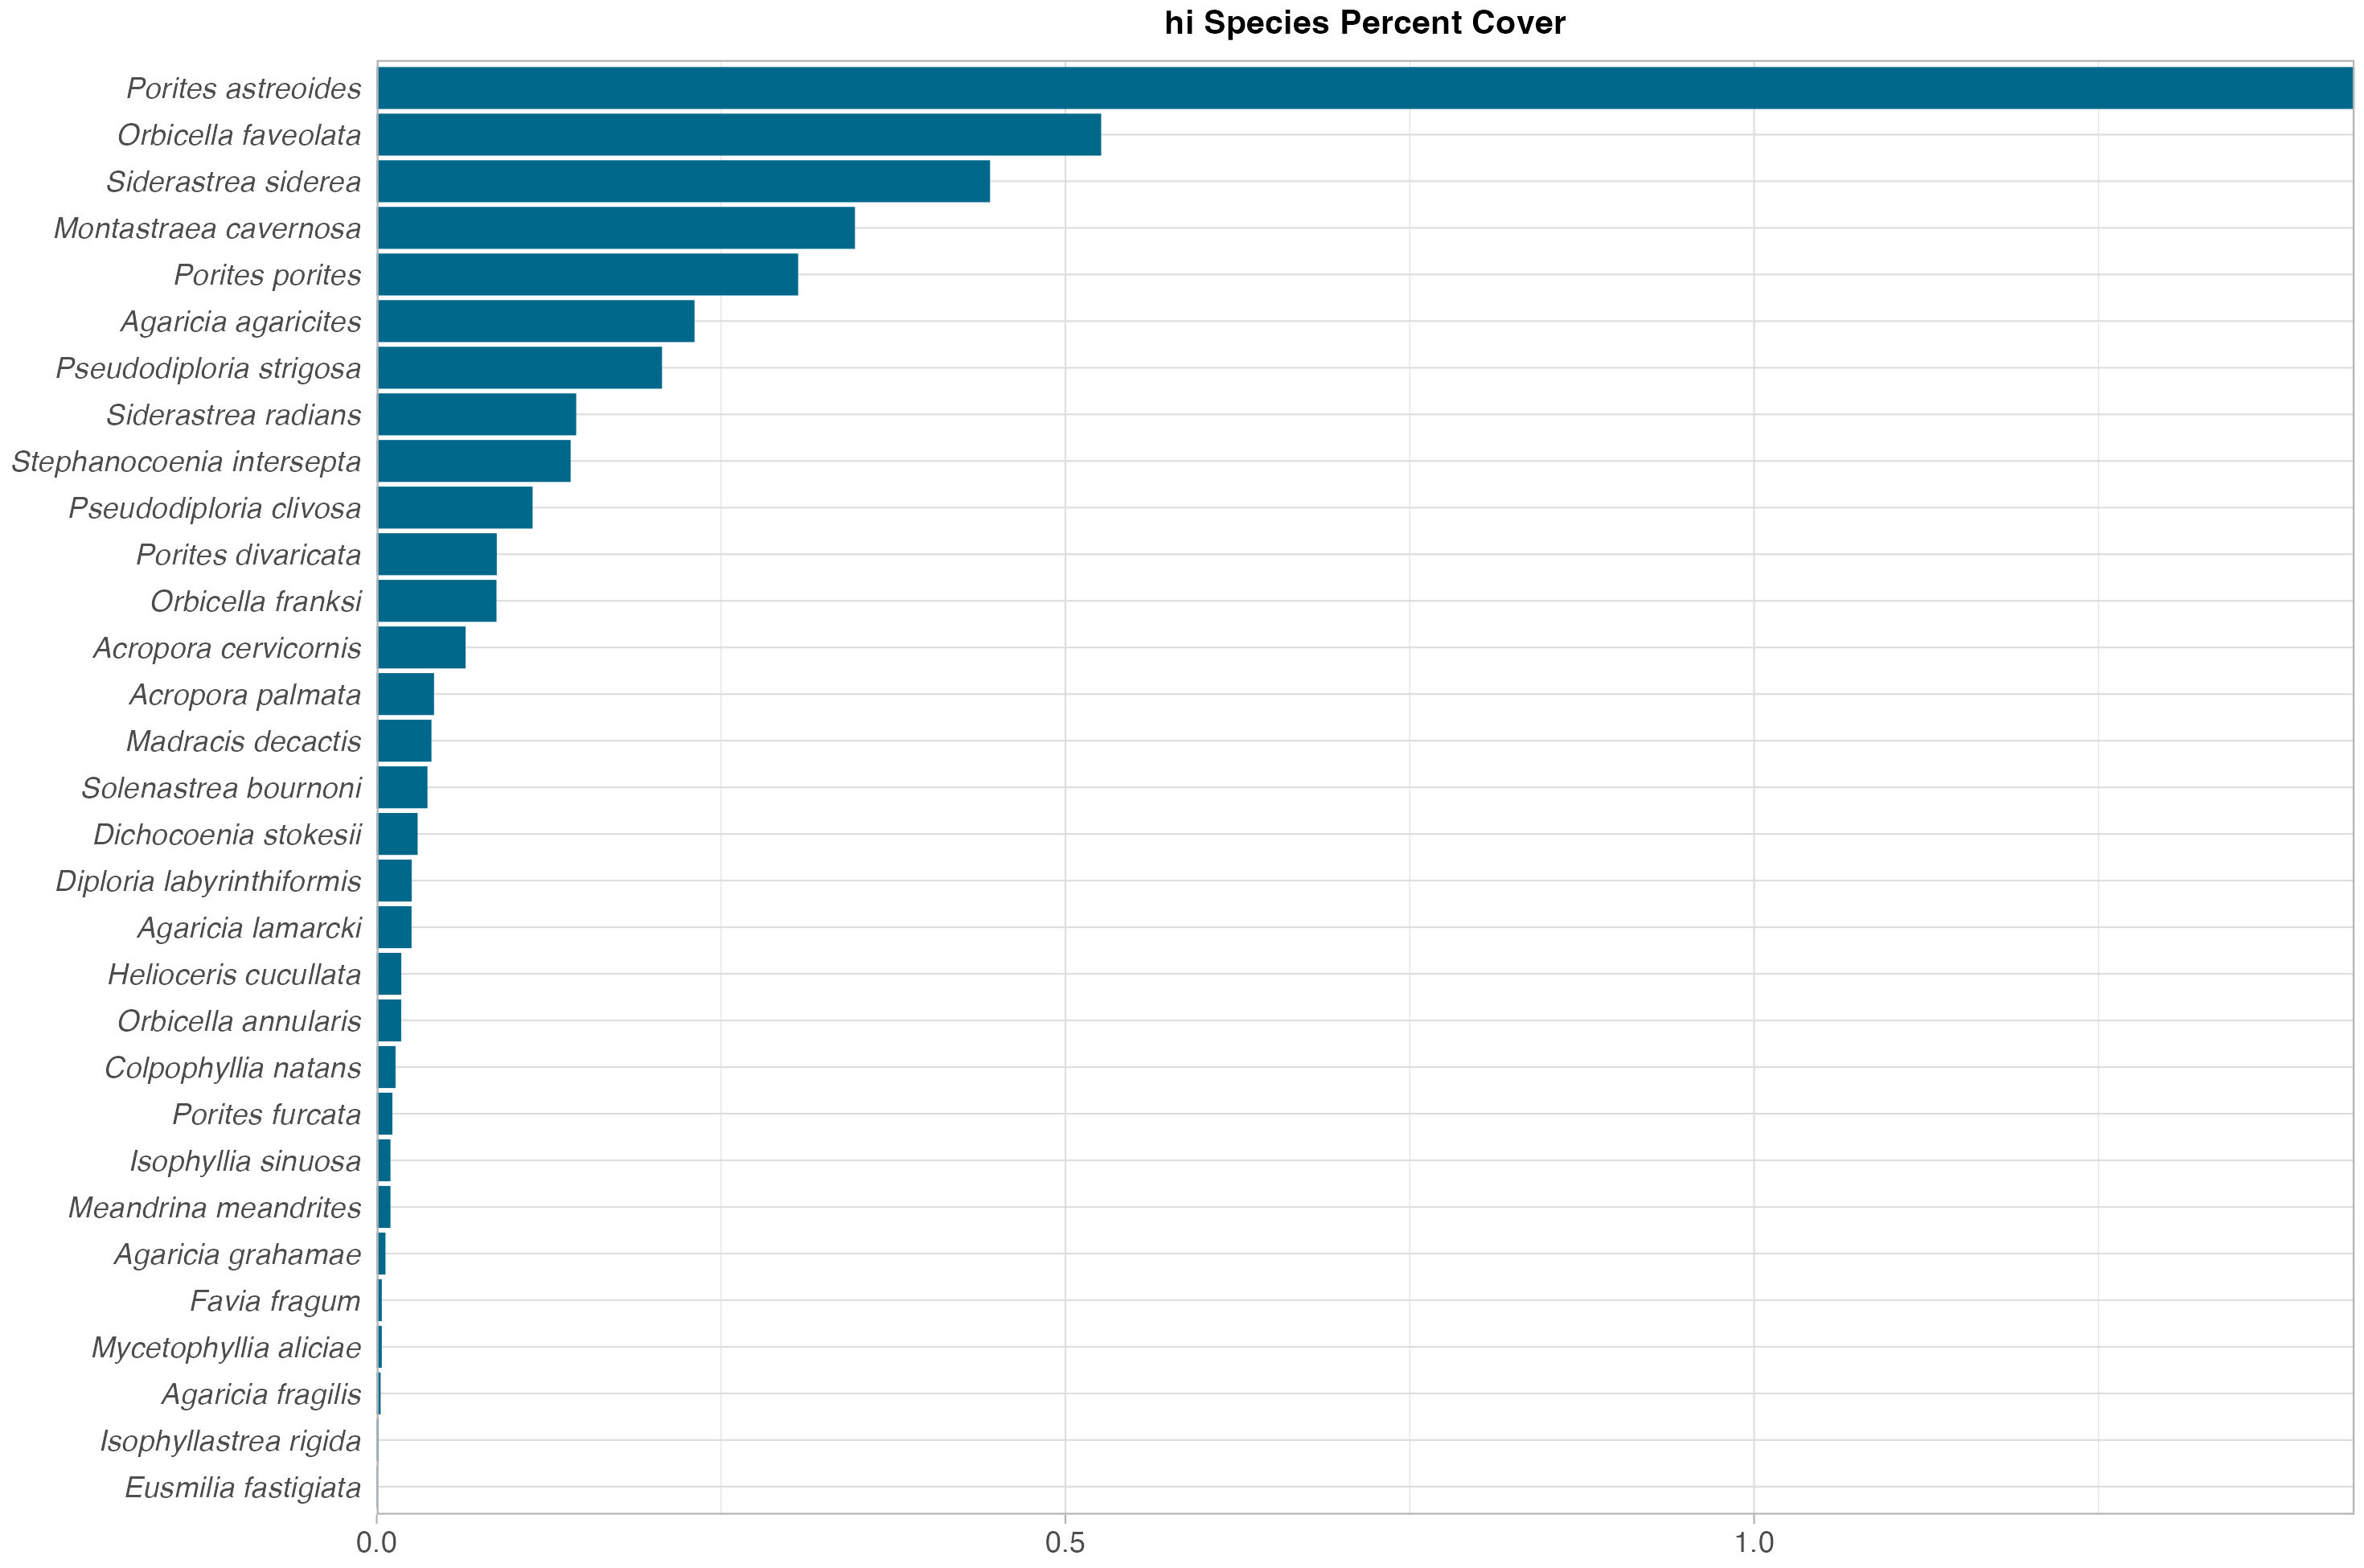 hi Species Percent Cover
Porites astreoides
Orbicella faveolata
Siderastrea siderea
Montastraea cavernosa
Porites porites
Agaricia agaricites
Pseudodiploria strigosa
Siderastrea radians
Stephanocoenia intersepta
Pseudodiploria clivosa
Porites divaricata
Orbicella franksi
Acropora cervicornis
Acropora palmata
Madracis decactis
Solenastrea bournoni
Dichocoenia stokesii
Diploria labyrinthiformis
Agaricia lamarcki
Helioceris cucullata
Orbicella annularis
Colpophyllia natans
Porites furcata
Isophyllia sinuosa
Meandrina meandrites
Agaricia grahamae
Favia fragum
Mycetophyllia aliciae
Agaricia fragilis
Isophyllastrea rigida
Eusmilia fastigiata
0.0 0.5 1.0